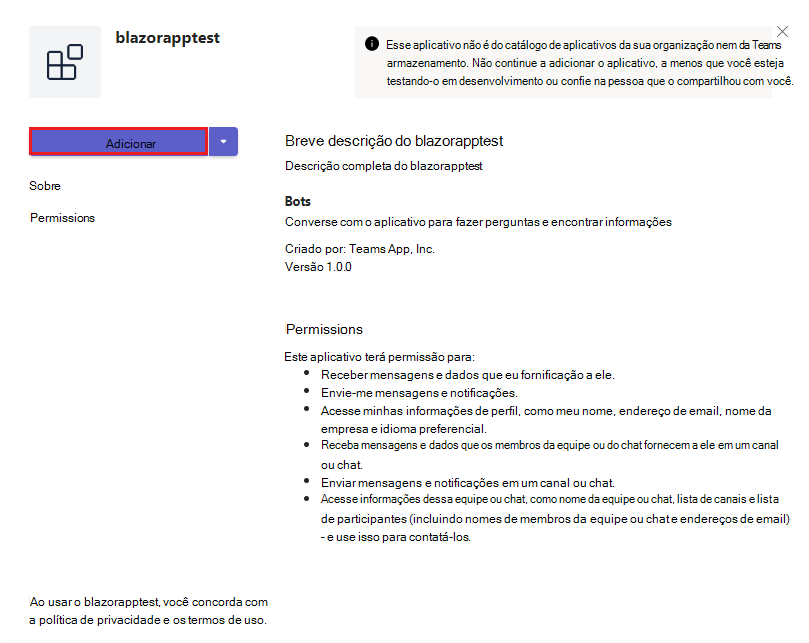 blazorapptest
Esse aplicativo não é do catálogo de aplicativos da sua organização nem da Teams
armazenamento. Não continue a adicionar o aplicativo, a menos que você esteja
testando-o em desenvolvimento ou confie na pessoa que o compartilhou com você.
Adicionar
Sobre
Permissions
Breve descrição do blazorapptest
Descrição completa do blazorapptest
Bots
Converse com o aplicativo para fazer perguntas e encontrar informações
Criado por: Teams App, Inc.
Versão 1.0.0
Permissions
Este aplicativo terá permissão para:
• Receber mensagens e dados que eu fornificação a ele.
• Envie-me mensagens e notificações.
• Acesse minhas informações de perfil, como meu nome, endereço de email, nome da
empresa e idioma preferencial.
• Receba mensagens e dados que os membros da equipe ou do chat fornecem a ele em um canal
ou chat.
• Enviar mensagens e notificações em um canal ou chat.
• Acesse informações dessa equipe ou chat, como nome da equipe ou chat, lista de canais e lista
de participantes (incluindo nomes de membros da equipe ou chat e endereços de email)
- e use isso para contatá-los.
Ao usar o blazorapptest, você concorda com
a política de privacidade e os termos de uso.